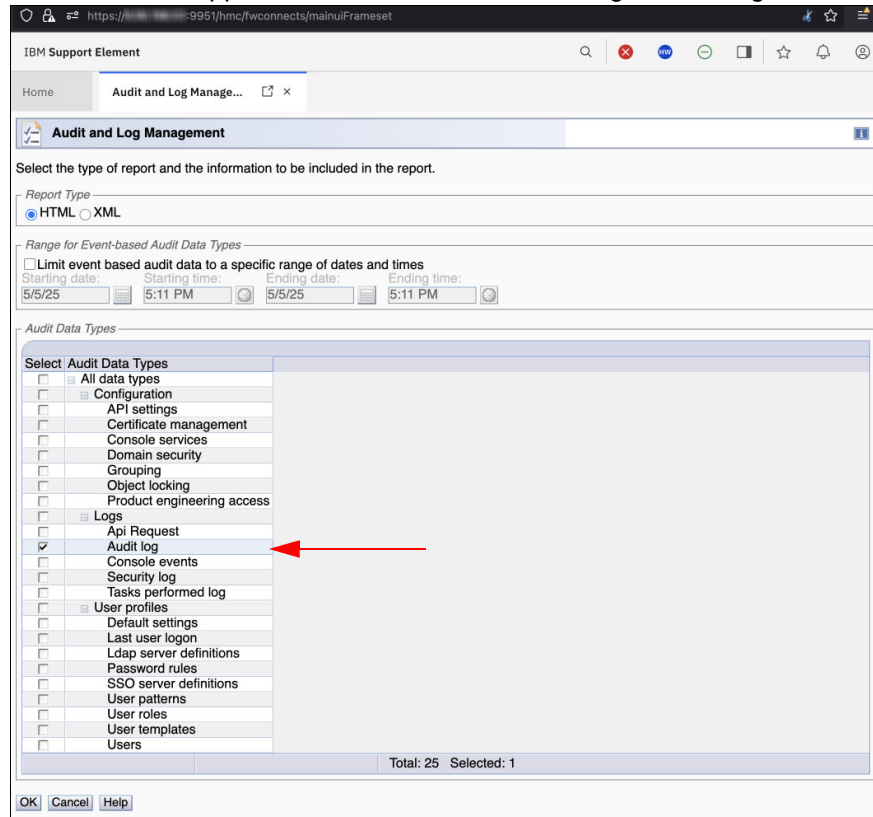 https:// :9951/hmc/fwconnects/mainuiFrameset
IBM Support Element
HW
Home Audit and Log Manage... ×
Audit and Log Management
Select the type of report and the information to be included in the report.
Report Type
HTML XML
Range for Event-based Audit Data Types
Limit event based audit data to a specific range of dates and times
Starting date: Starting time: Ending date: Ending time:
5/5/25 5:11 PM 5/5/25 5:11 PM
Audit Data Types
Select Audit Data Types
All data types
Configuration
API settings
Certificate management
Console services
Domain security
Grouping
Object locking
Product engineering access
Logs
Api Request
Audit log
Console events
Security log
Tasks performed log
User profiles
Default settings
Last user logon
Ldap server definitions
Password rules
SSO server definitions
User patterns
User roles
User templates
Users
Total: 25 Selected: 1
OK Cancel Help